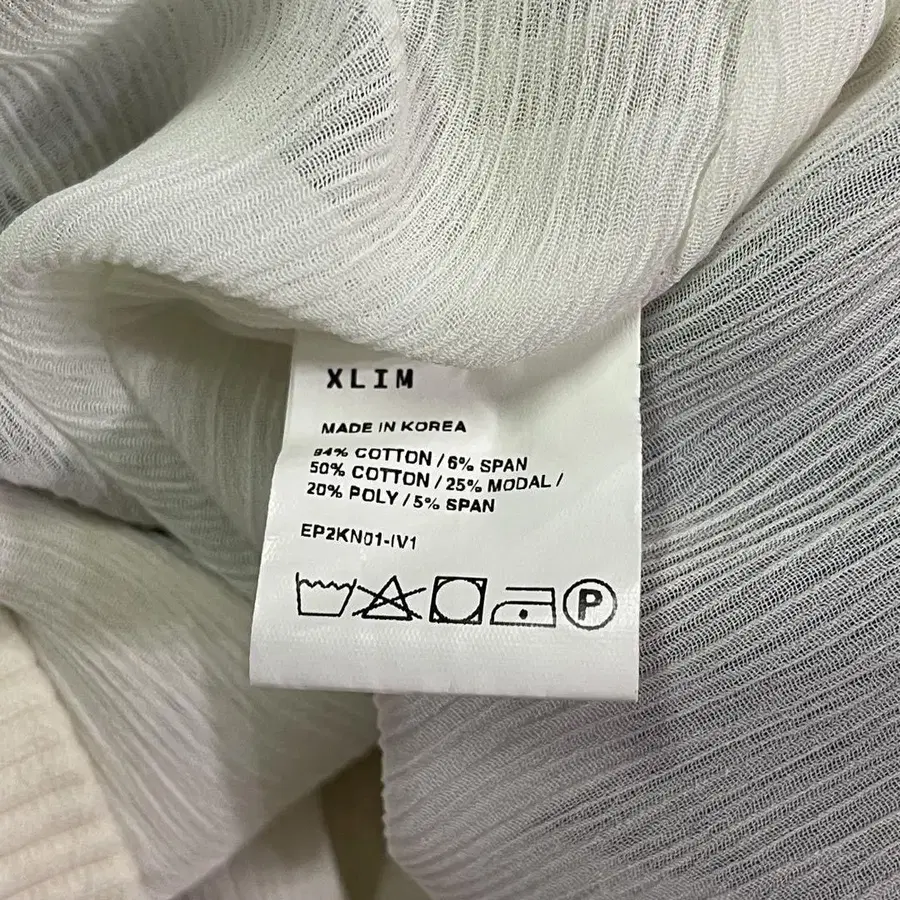 XLIM
MADE IN KOREA
94% COTTON / 6% SPAN
50% COTTON / 25% MODAL /
20% POLY / 5% SPAN
EP2KN01-IV1
P